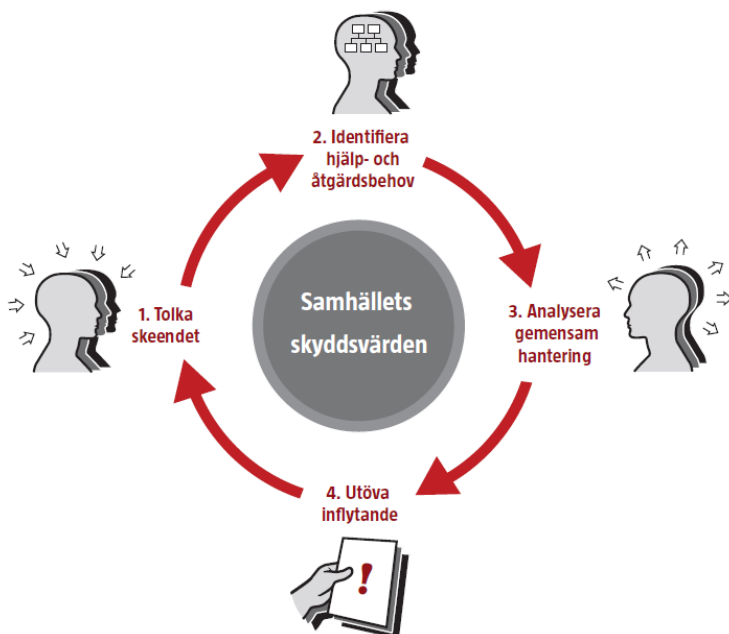 2. Identifiera
hjälp- och
åtgärdsbehov
Samhällets
skyddsvärden
1. Tolka
skeendet
3. Analysera
gemensam
hantering
4. Utöva
inflytande
!